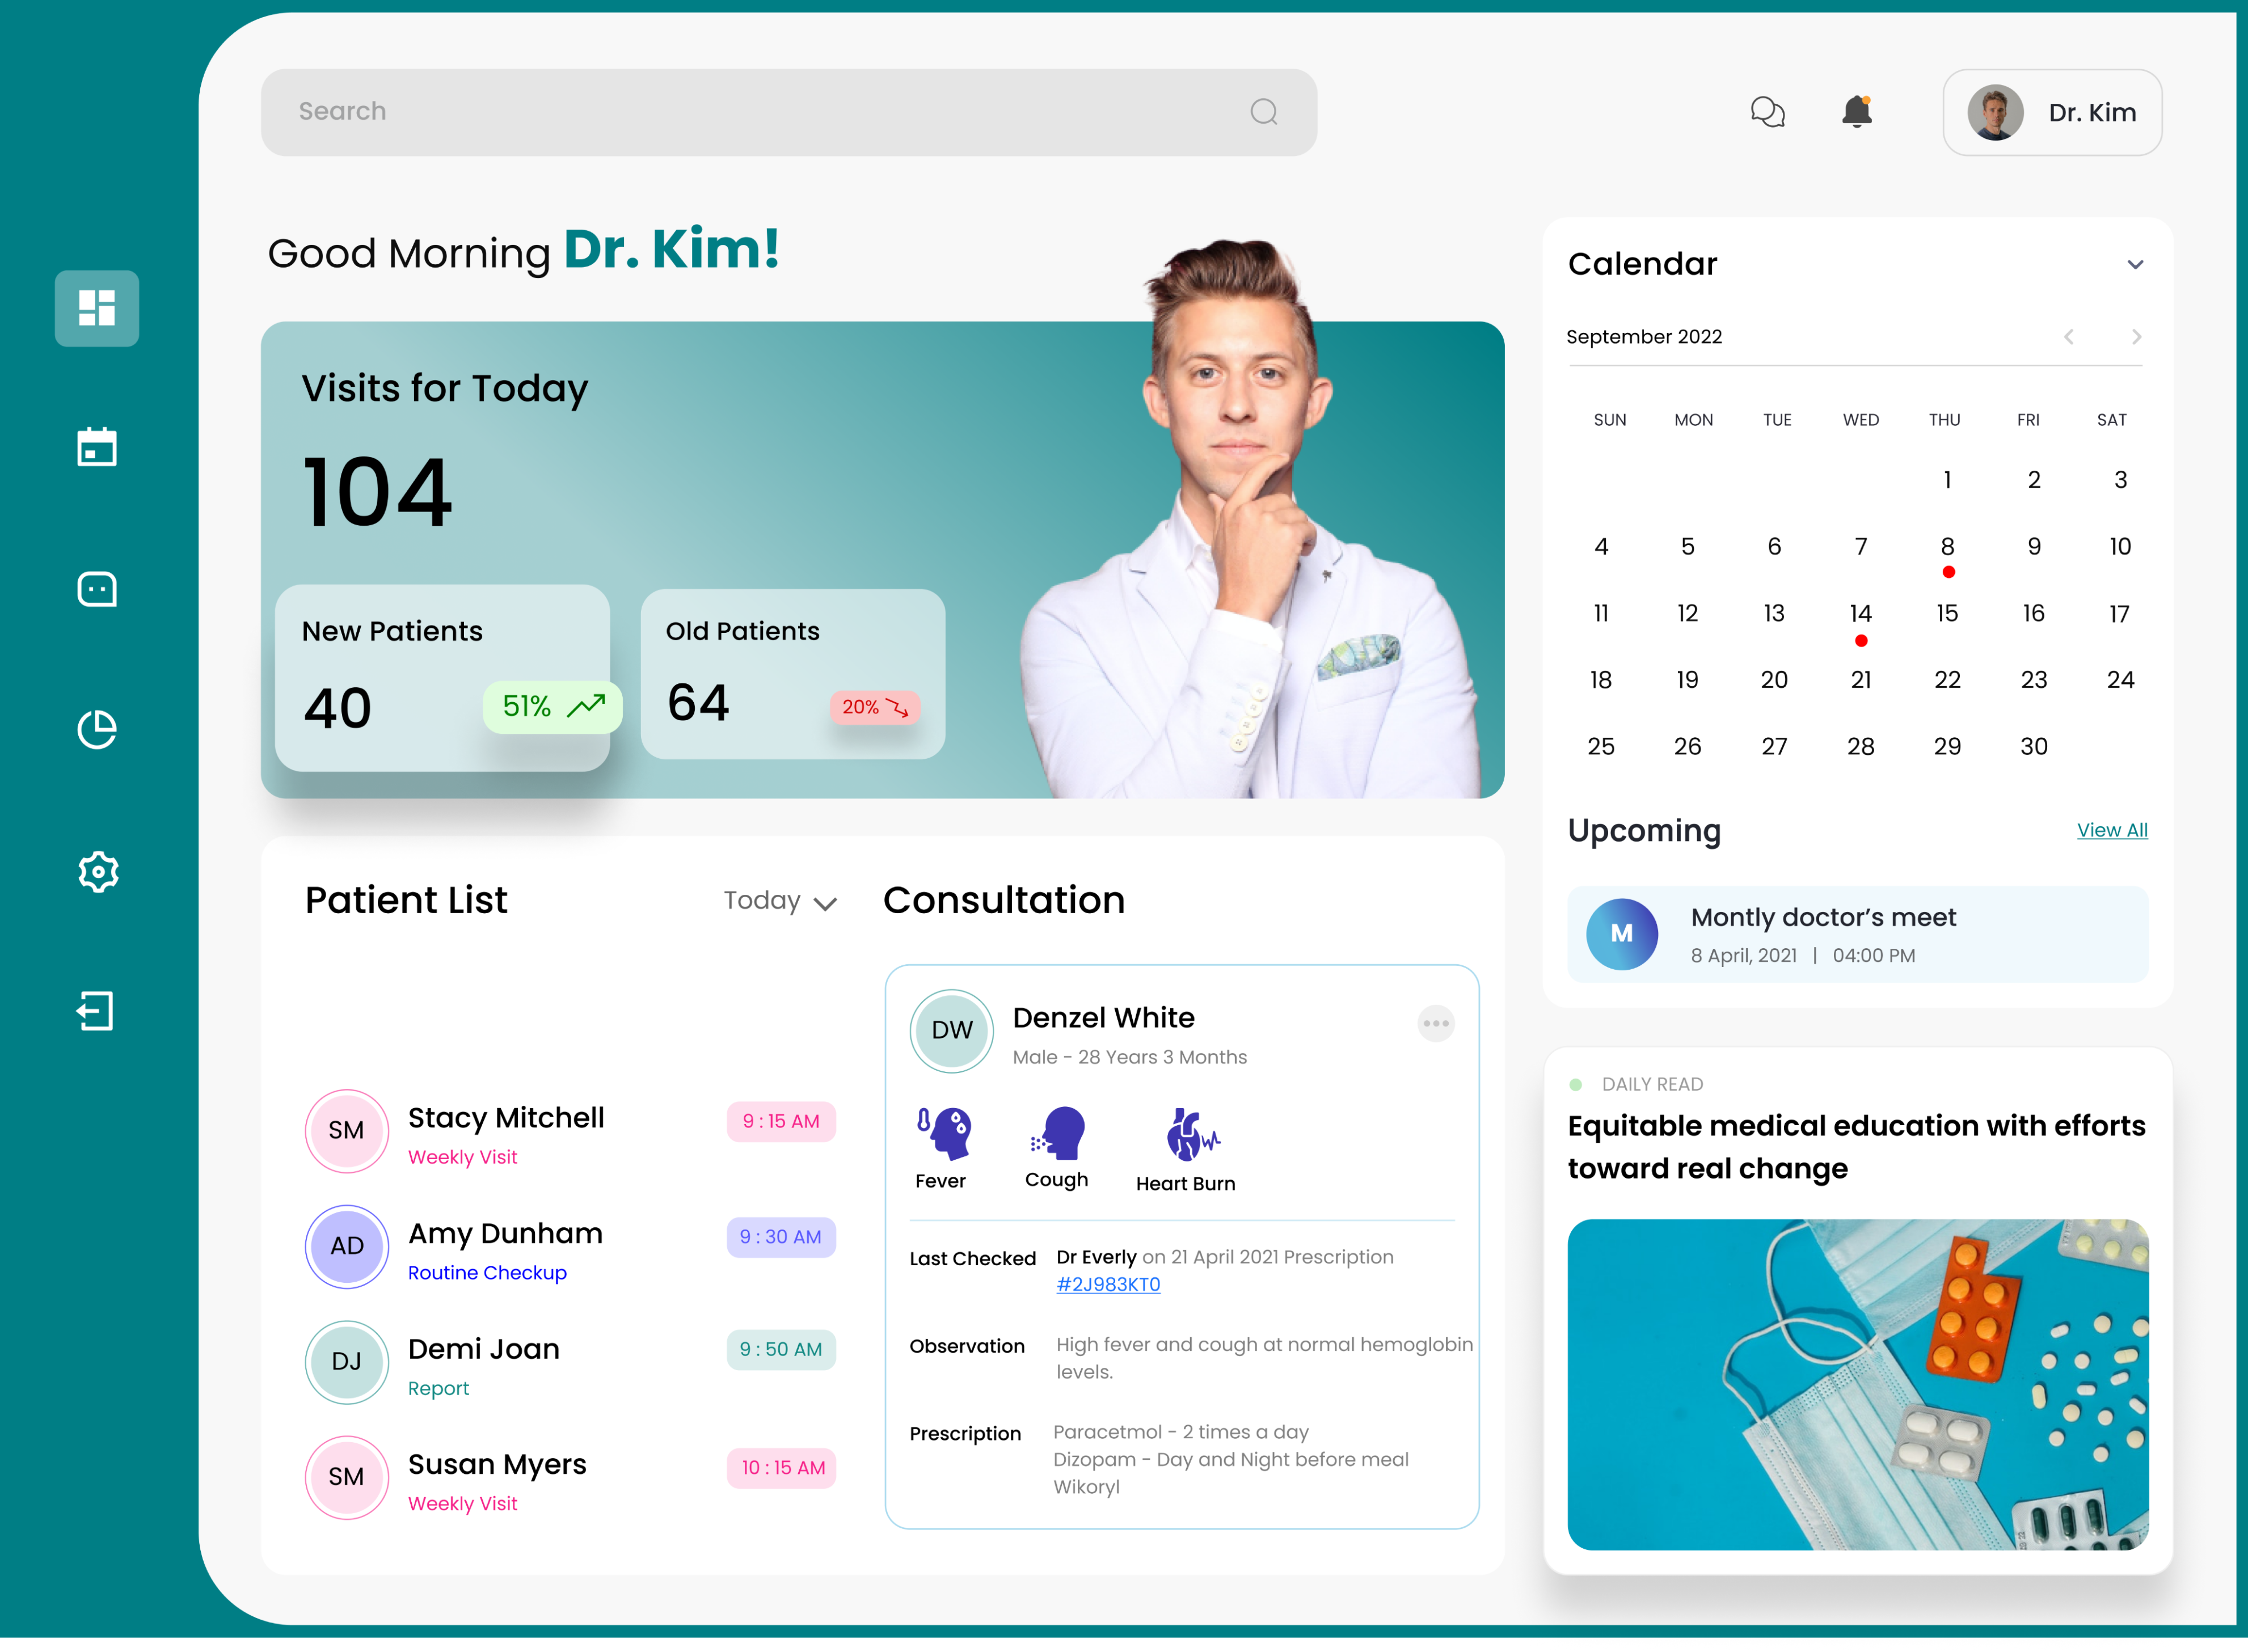 Search
Dr. Kim
Good Morning Dr. Kim!
Visits for Today
104
New Patients
40
51%
Old Patients
64
20%
Calendar
September 2022
SUN MON TUE WED THU FRI SAT
1 2 3
4 5 6 7 8 9 10
11 12 13 14 15 16 17
18 19 20 21 22 23 24
25 26 27 28 29 30
Upcoming
View All
M
Montly doctor’s meet
8 April, 2021 | 04:00 PM
Patient List
Today
SM
Stacy Mitchell
Weekly Visit
9 : 15 AM
AD
Amy Dunham
Routine Checkup
9 : 30 AM
DJ
Demi Joan
Report
9 : 50 AM
SM
Susan Myers
Weekly Visit
10 : 15 AM
Consultation
DW
Denzel White
Male - 28 Years 3 Months
Fever
Cough
Heart Burn
Last Checked
Dr Everly on 21 April 2021 Prescription
#2J983KT0
Observation
High fever and cough at normal hemoglobin
levels.
Prescription
Paracetmol - 2 times a day
Dizopam - Day and Night before meal
Wikoryl
DAILY READ
Equitable medical education with efforts
toward real change